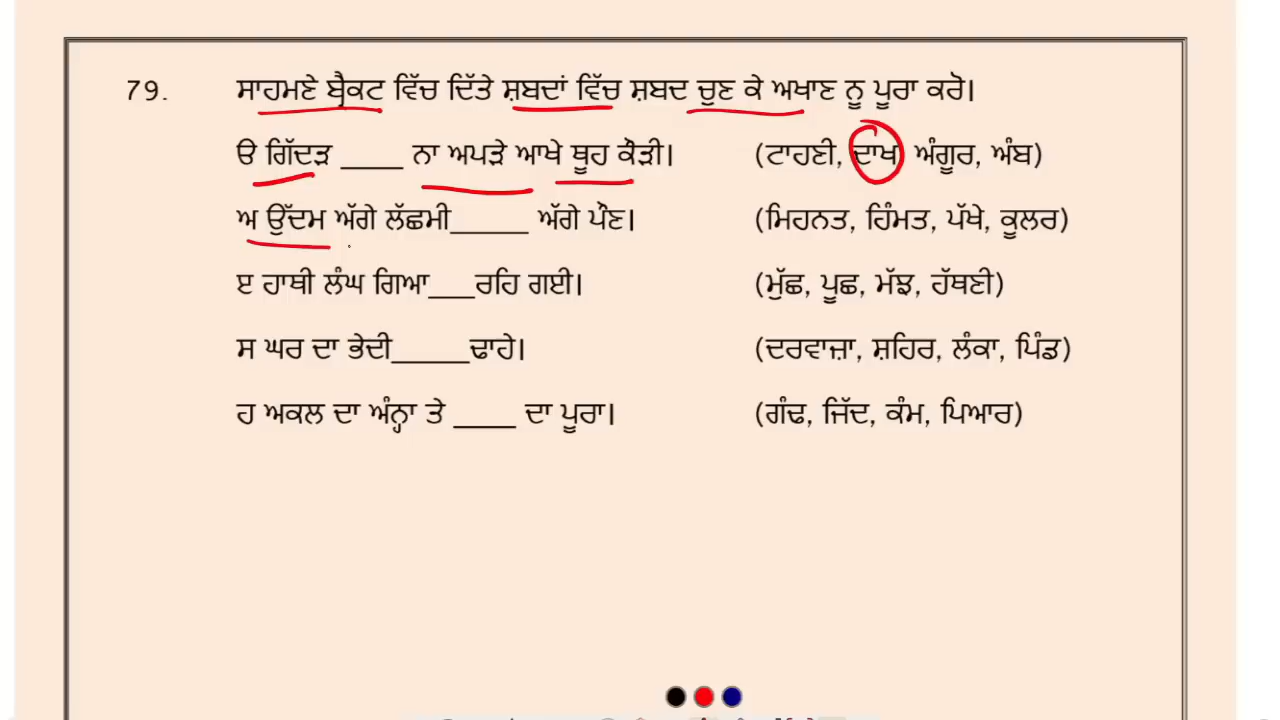 79. ਸਾਹਮਣੇ ਬ੍ਰੈਕਟ ਵਿੱਚ ਦਿੱਤੇ ਸ਼ਬਦਾਂ ਵਿੱਚ ਸ਼ਬਦ ਚੁਣ ਕੇ ਅਖਾਣ ਨੂ ਪੂਰਾ ਕਰੋ।
ੳ ਗਿੱਦੜ ____ ਨਾ ਅਪੜੇ ਆਖੇ ਥੂਹ ਕੌੜੀ। (ਟਾਹਣੀ, ਦਾਖ, ਅੰਗੂਰ, ਅੰਬ)
ਅ ਉੱਦਮ ਅੱਗੇ ਲੱਛਮੀ_____ ਅੱਗੇ ਪੌਣ। (ਮਿਹਨਤ, ਹਿੰਮਤ, ਪੱਖੇ, ਕੂਲਰ)
ੲ ਹਾਥੀ ਲੰਘ ਗਿਆ___ਰਹਿ ਗਈ। (ਮੁੱਛ, ਪੂਛ, ਮੱਝ, ਹੱਥਣੀ)
ਸ ਘਰ ਦਾ ਭੇਦੀ_____ਢਾਹੇ। (ਦਰਵਾਜ਼ਾ, ਸ਼ਹਿਰ, ਲੰਕਾ, ਪਿੰਡ)
ਹ ਅਕਲ ਦਾ ਅੰਨ੍ਹਾ ਤੇ ____ ਦਾ ਪੂਰਾ। (ਗੰਢ, ਜਿੱਦ, ਕੰਮ, ਪਿਆਰ)